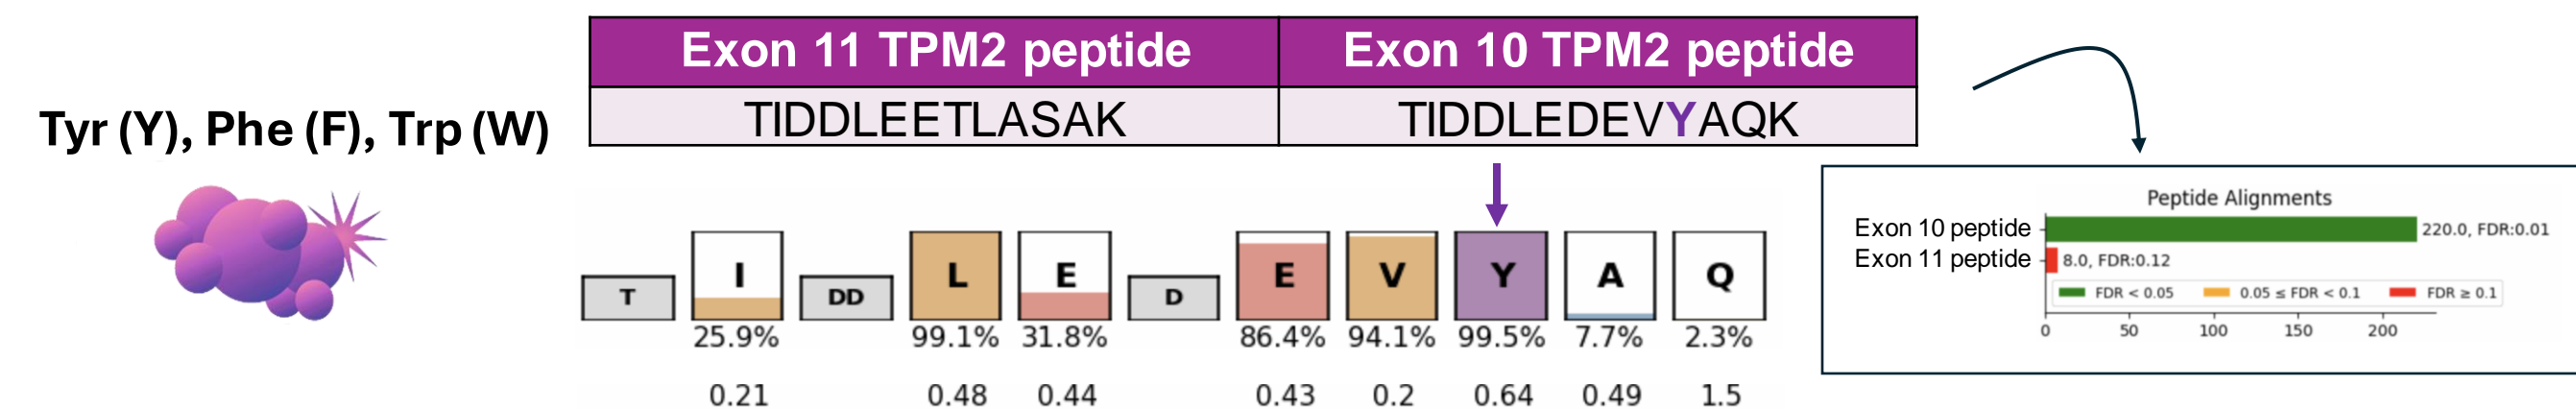 Tyr (Y), Phe (F), Trp (W)
Exon 11 TPM2 peptide Exon 10 TPM2 peptide
TIDDLEETLASAK TIDDLEDEVYAQK
T I DD L E D E V Y A Q
25.9% 99.1% 31.8% 86.4% 94.1% 99.5% 7.7% 2.3%
0.21 0.48 0.44 0.43 0.2 0.64 0.49 1.5
Peptide Alignments
Exon 10 peptide 220.0, FDR:0.01
Exon 11 peptide 8.0, FDR:0.12
FDR < 0.05 0.05 ≤ FDR < 0.1 FDR ≥ 0.1
0 50 100 150 200